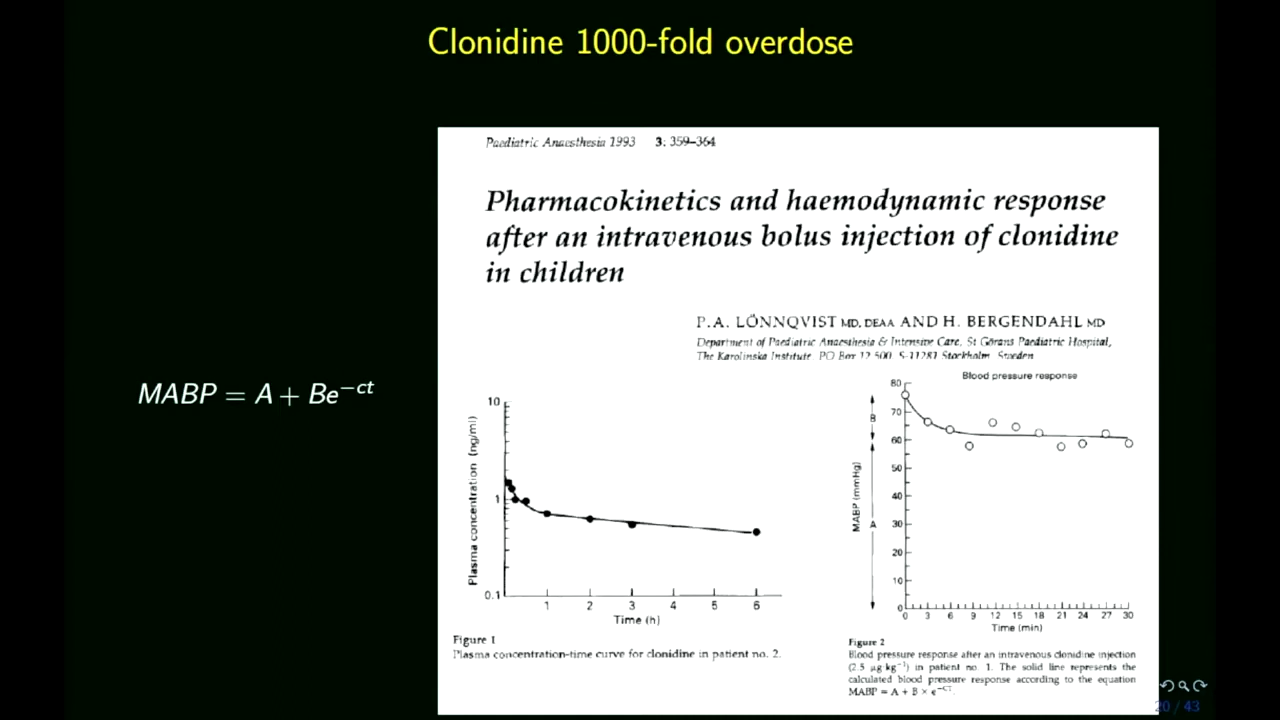 Clonidine 1000-fold overdose
Paediatric Anaesthesia 1993 3: 359–364
Pharmacokinetics and haemodynamic response
after an intravenous bolus injection of clonidine
in children
P.A. LÖNNQVIST MD, DEAA AND H. BERGENDAHL MD
Department of Paediatric Anaesthesia & Intensive Care, St Görans Paediatric Hospital,
The Karolinska Institute, PO Box 12 500, S-11281 Stockholm, Sweden
MABP = A + Be^{−ct}
10
1
0.1
Plasma concentration (ng/ml)
1 2 3 4 5 6
Time (h)
Figure 1
Plasma concentration-time curve for clonidine in patient no. 2.
Blood pressure response
80
70
60
50
40
30
20
10
0
B
A
MABP (mmHg)
0 3 6 9 12 15 18 21 24 27 30
Time (min)
Figure 2
Blood pressure response after an intravenous clonidine injection
(2.5 µg·kg⁻¹) in patient no. 1. The solid line represents the
calculated blood pressure response according to the equation
MABP = A + B × e^{−CT}.
20 / 43